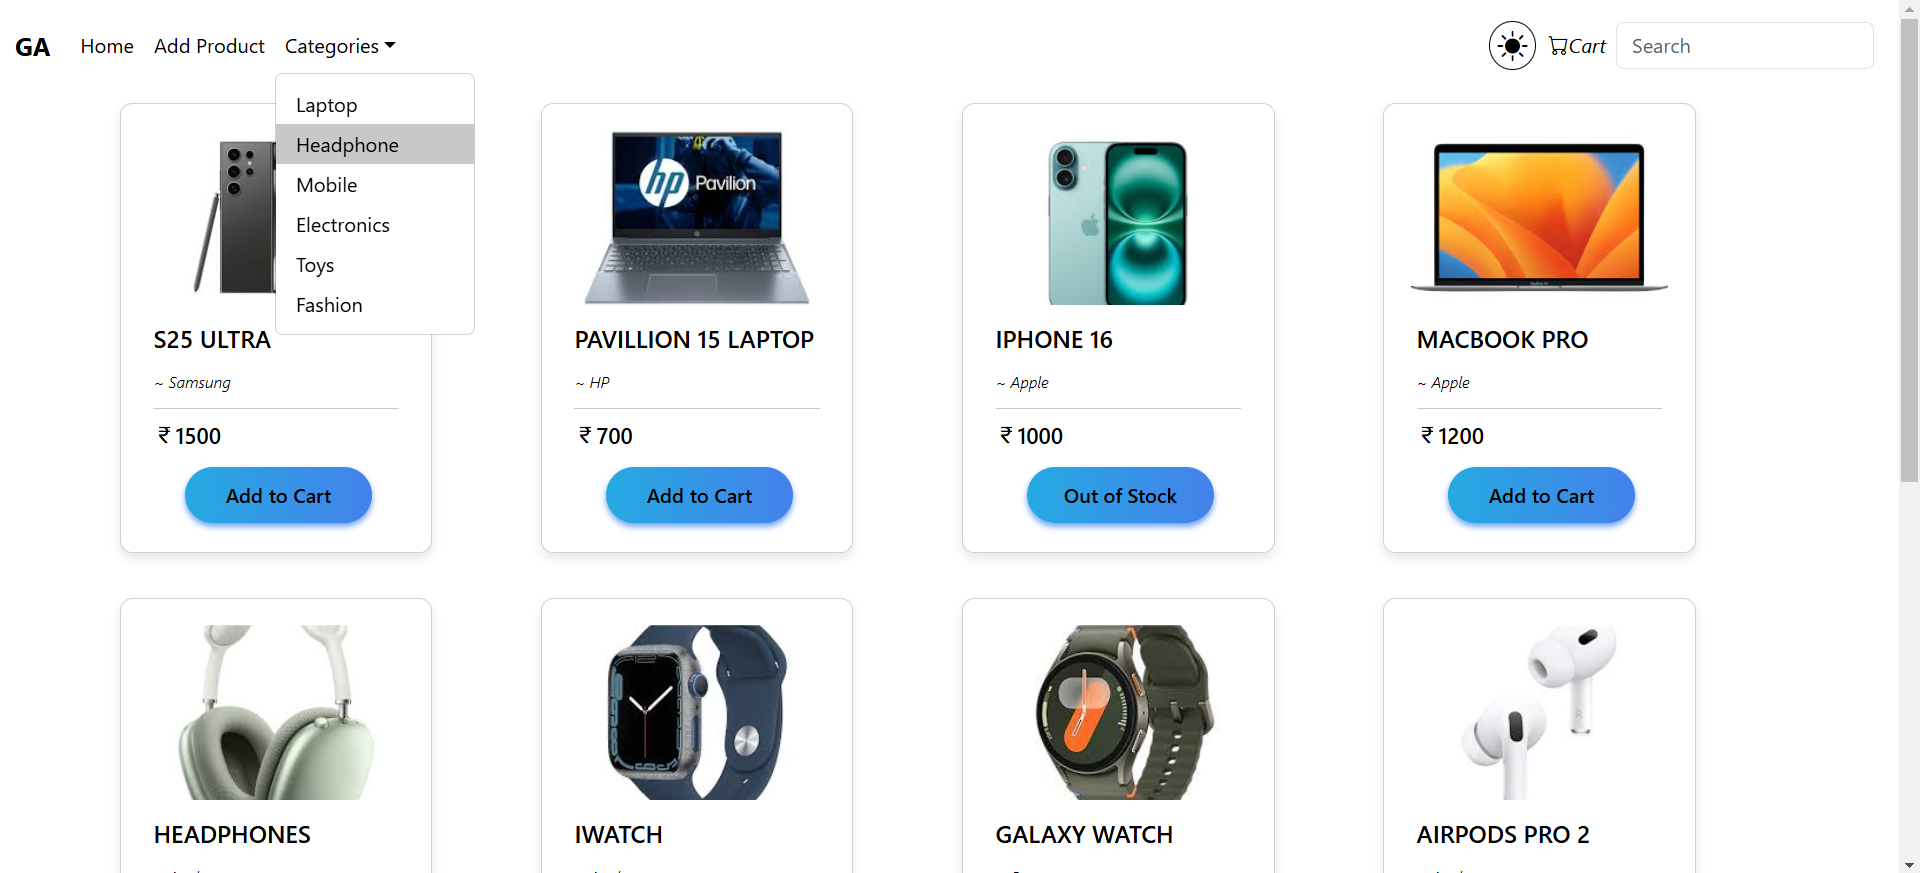 GA Home Add Product Categories Cart Search
Laptop
Headphone
Mobile
Electronics
Toys
Fashion
hp Pavilion
S25 ULTRA PAVILLION 15 LAPTOP IPHONE 16 MACBOOK PRO
~ Samsung ~ HP ~ Apple ~ Apple
₹ 1500 ₹ 700 ₹ 1000 ₹ 1200
Add to Cart Add to Cart Out of Stock Add to Cart
HEADPHONES IWATCH GALAXY WATCH AIRPODS PRO 2